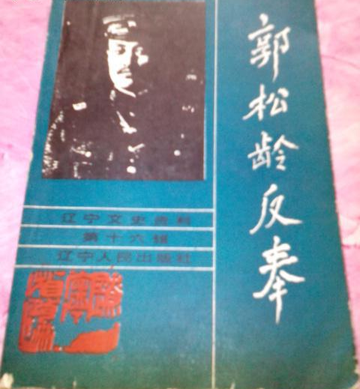 郭松龄反奉
辽宁文史资料
第十六辑
辽宁人民出版社